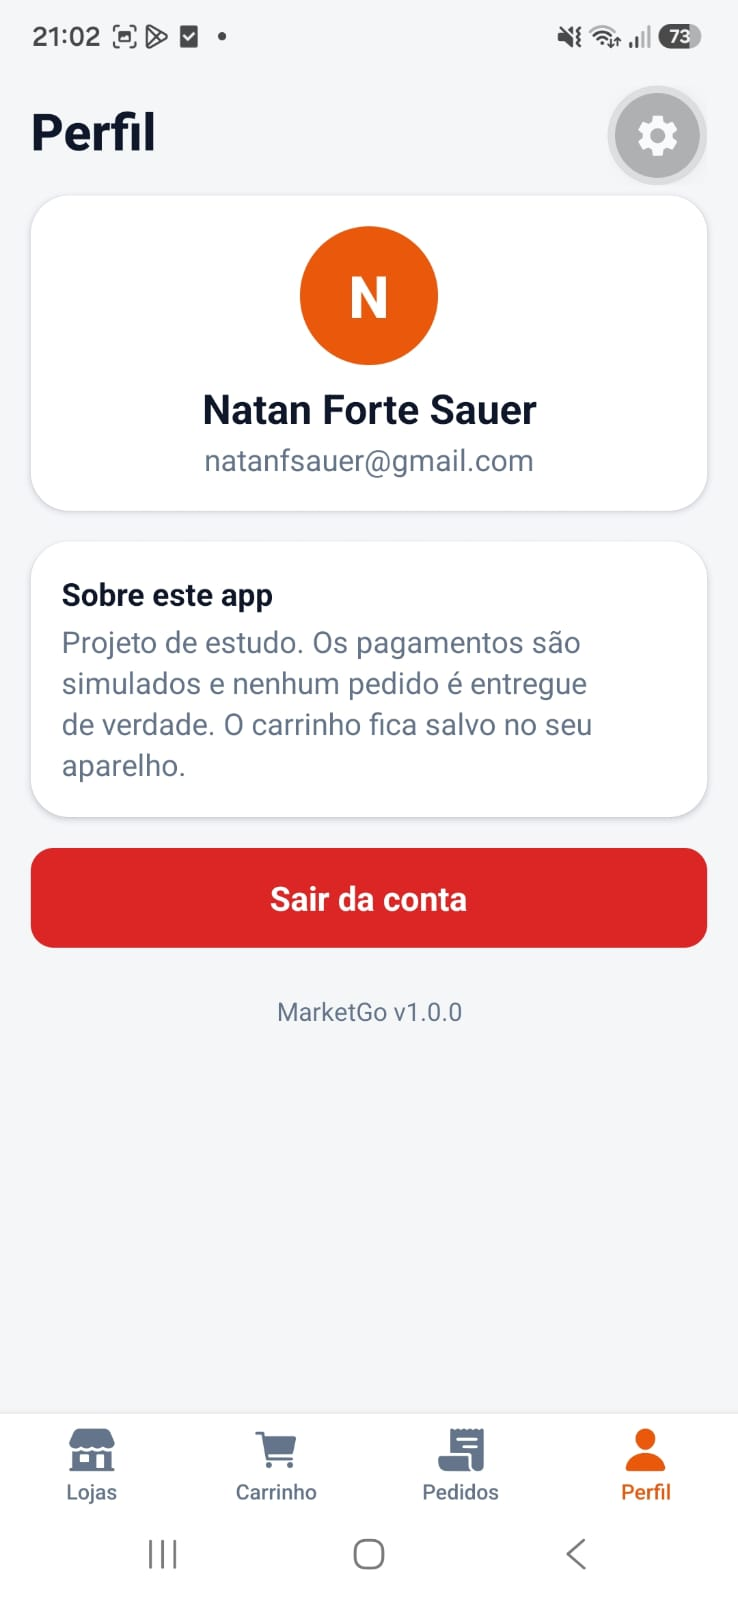 21:02
73
Perfil
N
Natan Forte Sauer
natanfsauer@gmail.com
Sobre este app
Projeto de estudo. Os pagamentos são
simulados e nenhum pedido é entregue
de verdade. O carrinho fica salvo no seu
aparelho.
Sair da conta
MarketGo v1.0.0
Lojas
Carrinho
Pedidos
Perfil